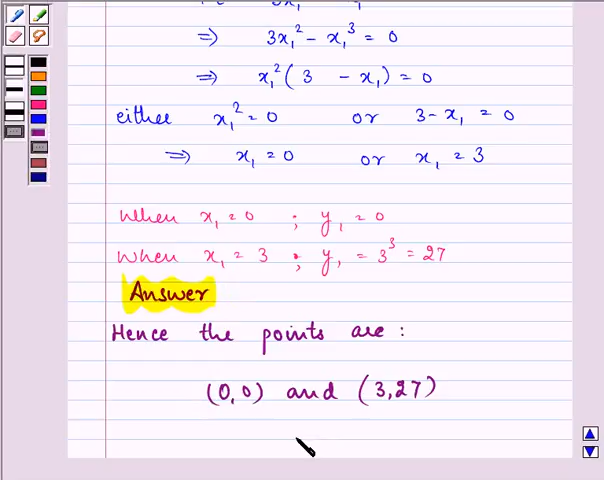 3x₁² - x₁³ = 0
⇒ 
⇒ x₁² ( 3 - x₁) = 0
either x₁² = 0 or 3 - x₁ = 0
⇒ x₁ = 0 or x₁ = 3
When x₁ = 0 ; y₁ = 0
When x₁ = 3 ; y₁ = 3³ = 27
Answer
Hence the points are :
(0,0) and (3,27)